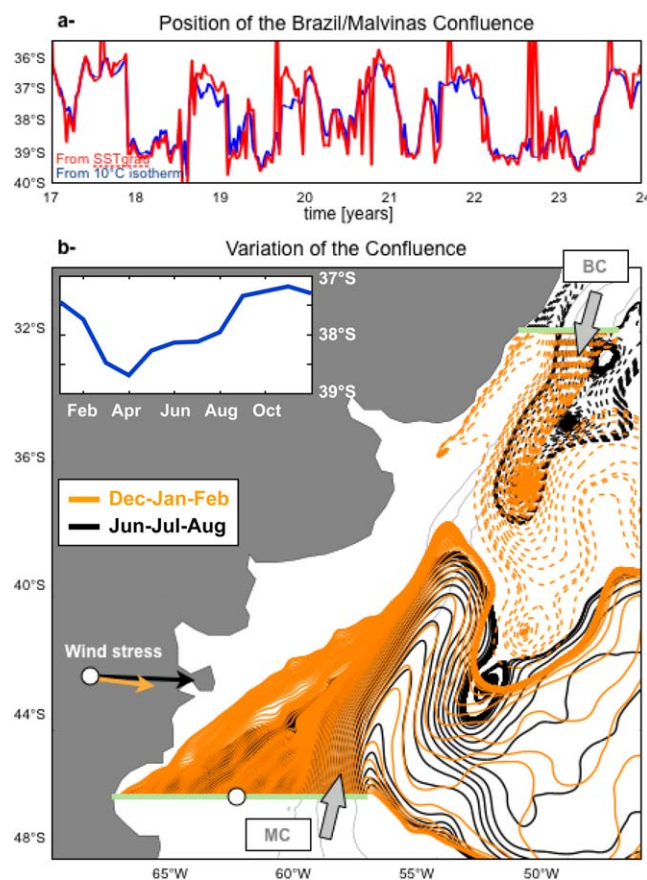 a-
Position of the Brazil/Malvinas Confluence
36°S
37°S
38°S
39°S
40°S
From SSTgrad
From 10°C isotherm
17 18 19 20 21 22 23 24
time [years]
b-
Variation of the Confluence
37°S
38°S
39°S
Feb Apr Jun Aug Oct
BC
32°S
36°S
Dec-Jan-Feb
Jun-Jul-Aug
40°S
Wind stress
44°S
MC
48°S
65°W 60°W 55°W 50°W